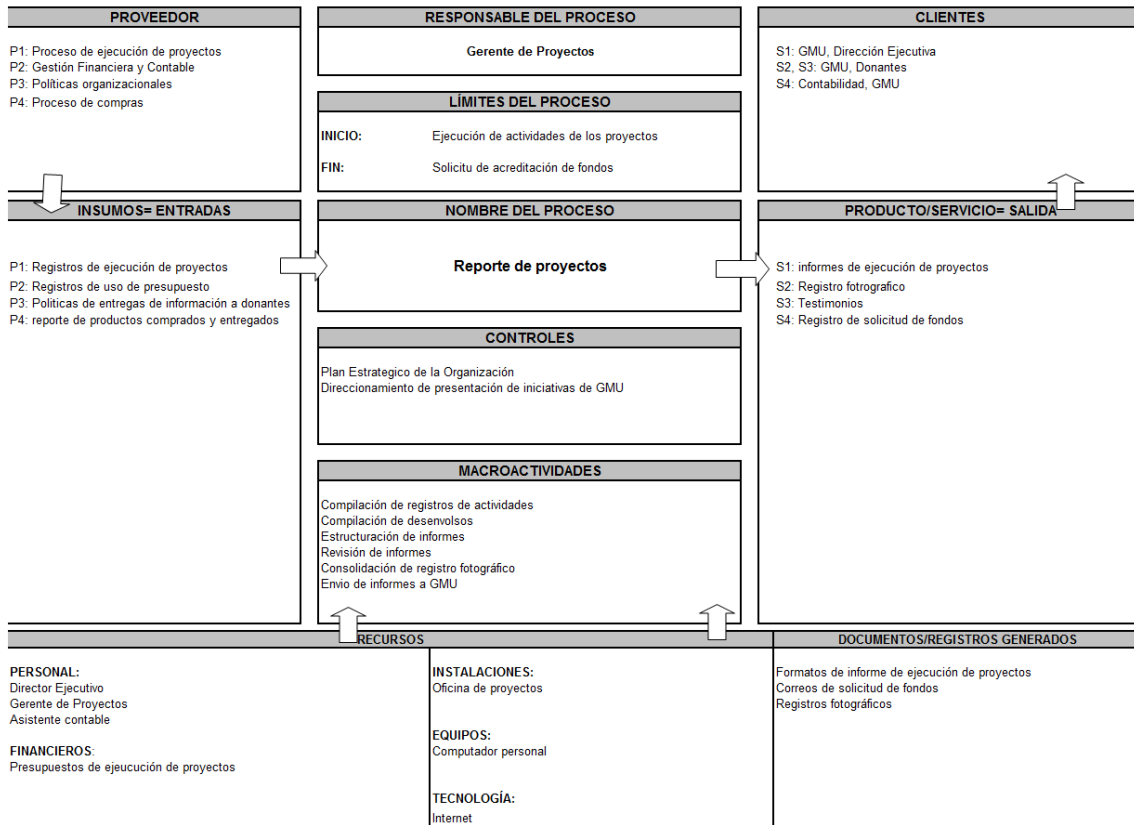 PROVEEDOR
P1: Proceso de ejecución de proyectos
P2: Gestión Financiera y Contable
P3: Políticas organizacionales
P4: Proceso de compras
RESPONSABLE DEL PROCESO
Gerente de Proyectos
LÍMITES DEL PROCESO
INICIO: Ejecución de actividades de los proyectos
FIN: Solicitu de acreditación de fondos
CLIENTES
S1: GMU, Dirección Ejecutiva
S2, S3: GMU, Donantes
S4: Contabilidad, GMU
INSUMOS= ENTRADAS
P1: Registros de ejecución de proyectos
P2: Registros de uso de presupuesto
P3: Politicas de entregas de información a donantes
P4: reporte de productos comprados y entregados
NOMBRE DEL PROCESO
Reporte de proyectos
PRODUCTO/SERVICIO= SALIDA
S1: informes de ejecución de proyectos
S2: Registro fotrografico
S3: Testimonios
S4: Registro de solicitud de fondos
CONTROLES
Plan Estrategico de la Organización
Direccionamiento de presentación de iniciativas de GMU
MACROACTIVIDADES
Compilación de registros de actividades
Compilación de desenvolsos
Estructuración de informes
Revisión de informes
Consolidación de registro fotográfico
Envio de informes a GMU
RECURSOS
PERSONAL:
Director Ejecutivo
Gerente de Proyectos
Asistente contable
FINANCIEROS:
Presupuestos de ejeucución de proyectos
INSTALACIONES:
Oficina de proyectos
EQUIPOS:
Computador personal
TECNOLOGÍA:
Internet
DOCUMENTOS/REGISTROS GENERADOS
Formatos de informe de ejecución de proyectos
Correos de solicitud de fondos
Registros fotográficos